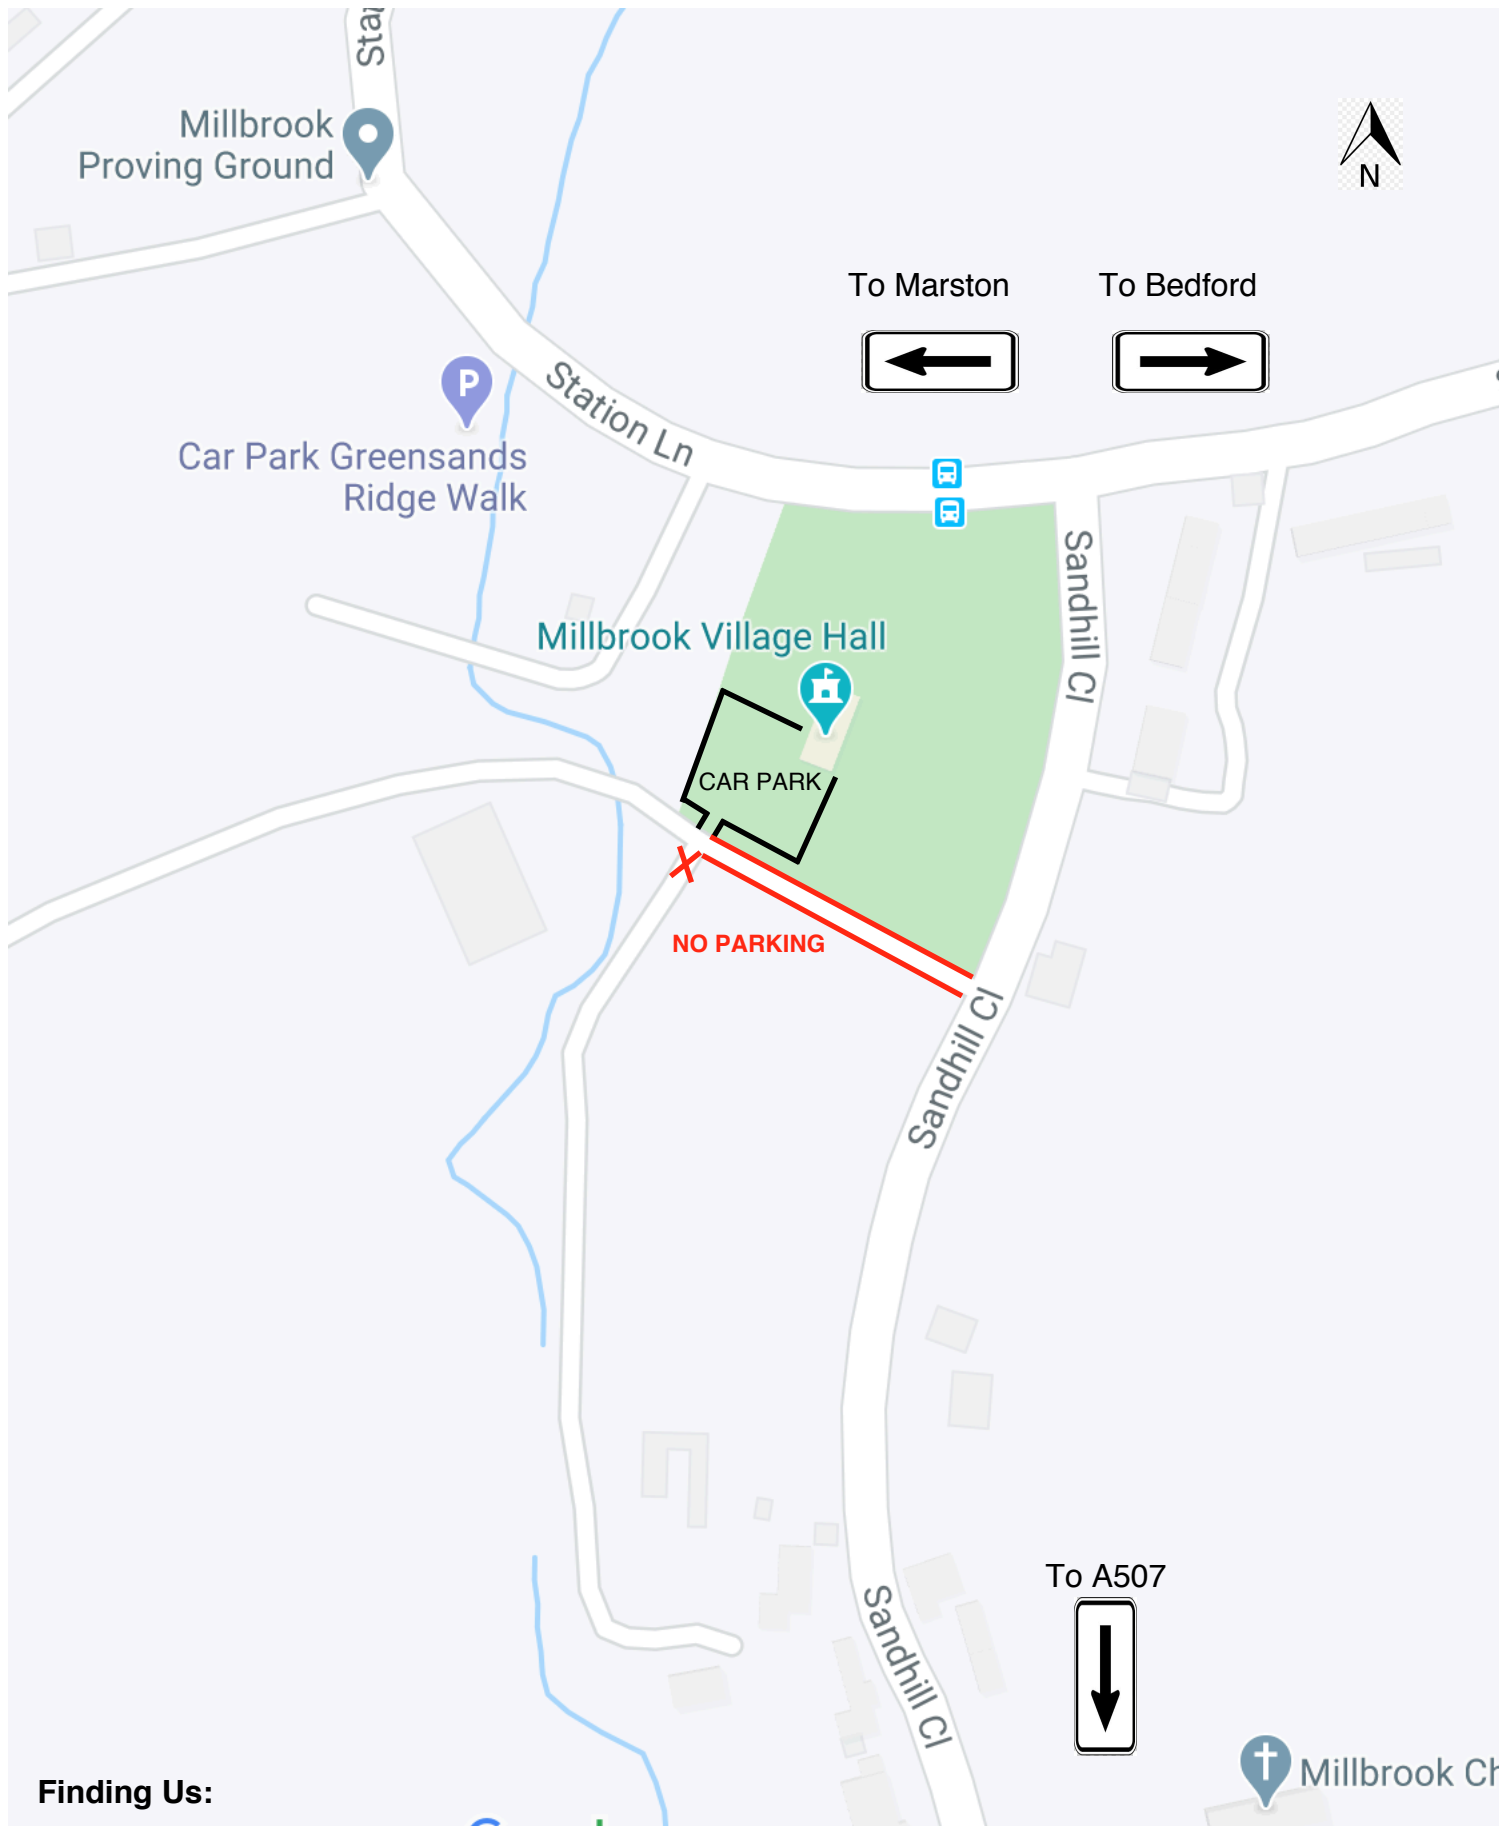 Sta
Millbrook
Proving Ground
N
To Marston
To Bedford
Station Ln
P
Car Park Greensands
Ridge Walk
Sandhill Cl
Millbrook Village Hall
CAR PARK
NO PARKING
Sandhill Cl
To A507
Sandhill Cl
Millbrook Ch
Finding Us: